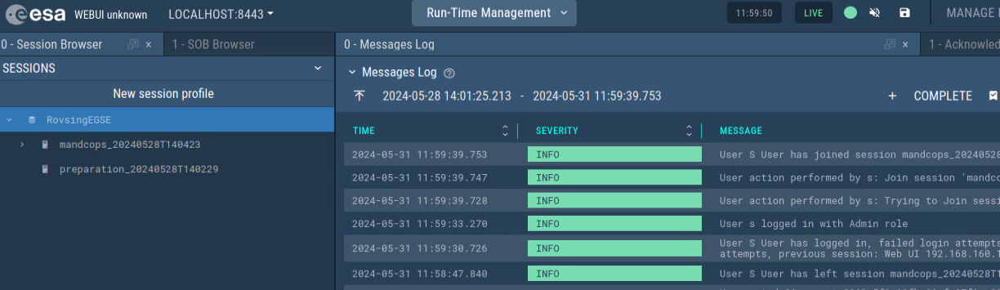 esa WEBUI unknown LOCALHOST:8443 Run-Time Management 11:59:50 LIVE MANAGE
0 - Session Browser × 1 - SOB Browser 0 - Messages Log × 1 - Acknowled
SESSIONS
New session profile
RovsingEGSE
mandcops_20240528T140423
preparation_20240528T140229
Messages Log ?
2024-05-28 14:01:25.213 - 2024-05-31 11:59:39.753 + COMPLETE
TIME SEVERITY MESSAGE
2024-05-31 11:59:39.753 INFO User S User has joined session mandcops_2024052
2024-05-31 11:59:39.747 INFO User action performed by s: Join session 'mandco
2024-05-31 11:59:39.728 INFO User action performed by s: Trying to Join sessi
2024-05-31 11:59:33.270 INFO User s logged in with Admin role
2024-05-31 11:59:30.726 INFO User S User has logged in, failed login attempts
attempts, previous session: Web UI 192.168.160.1
2024-05-31 11:58:47.840 INFO User S User has left session mandcops_20240528T1